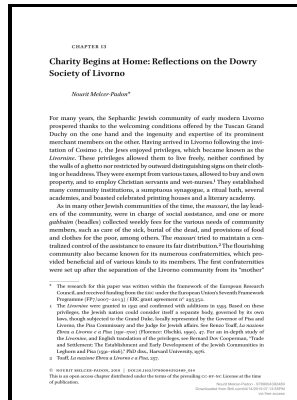 CHAPTER 13
Charity Begins at Home: Reflections on the Dowry
Society of Livorno
Nourit Melcer-Padon*
For many years, the Sephardic Jewish community of early modern Livorno
prospered thanks to the welcoming conditions offered by the Tuscan Grand
Duchy on the one hand and the ingenuity and expertise of its prominent
merchant members on the other. Having arrived in Livorno following the invi-
tation of Cosimo I, the Jews enjoyed privileges, which became known as the
Livornine. These privileges allowed them to live freely, neither confined by the
walls of a ghetto nor restricted by outward distinguishing signs on their cloth-
ing or headdress. They were exempt from various taxes, allowed to buy and own
property, and to employ Christian servants and wet-nurses.1 They established
many community institutions, a sumptuous synagogue, a ritual bath, several
academies, and boasted celebrated printing houses and a literary academy.
As in many other Jewish communities of the time, the massari, the lay lead-
ers of the community, were in charge of social assistance, and one or more
gabbaim (beadles) collected weekly fees for the various needs of community
members, such as care of the sick, burial of the dead, and provisions of food
and clothes for the poor, among others. The massari tried to maintain a cen-
tralized control of the assistance to ensure its fair distribution.2 The flourishing
community also became known for its numerous confraternities, which pro-
vided beneficial aid of various kinds to its members. The first confraternities
were set up after the separation of the Livorno community from its "mother"
* The research for this paper was written within the framework of the European Research
Council, and received funding from the ERC under the European Union's Seventh Framework
Programme (FP7/2007–2013) / ERC grant agreement n° 295352.
1 The Livornine were granted in 1591 and confirmed with additions in 1593. Based on these
privileges, the Jewish nation could consider itself a separate body, governed by its own
laws, though subjected to the Grand Duke, locally represented by the Governor of Pisa and
Livorno, the Pisa Commissary and the Judge for Jewish affairs. See Renzo Toaff, La nazione
Ebrea a Livorno e a Pisa (1591–1700) (Florence: Olschki, 1990), 47. For an in depth study of
the Livornine, and English translation of the privileges, see Bernard Dov Cooperman, "Trade
and Settlement: The Establishment and Early Development of the Jewish Communities in
Leghorn and Pisa (1591–1626)," PhD diss., Harvard University, 1976.
2 Toaff, La nazione Ebrea a Livorno e a Pisa, 257.
This is an open access chapter distributed under the terms of the prevailing CC-BY-NC License at the time
of publication.
via free access